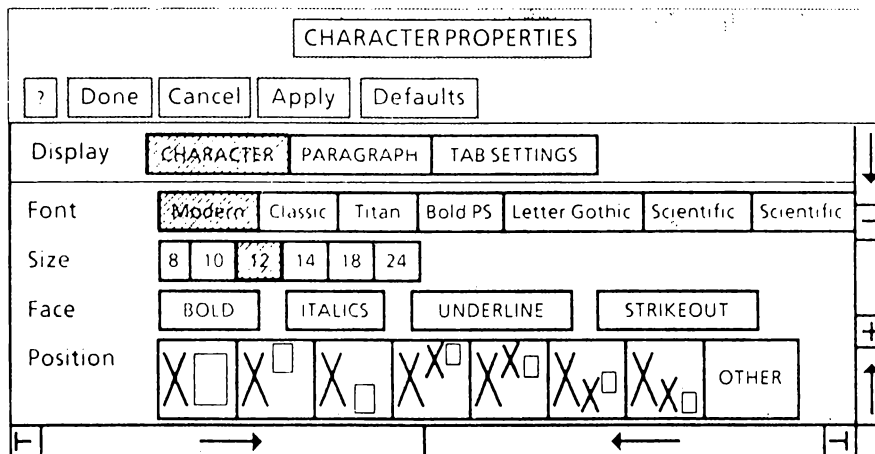 CHARACTER PROPERTIES
? Done Cancel Apply Defaults
Display CHARACTER PARAGRAPH TAB SETTINGS
Font Modern Classic Titan Bold PS Letter Gothic Scientific Scientific
Size 8 10 12 14 18 24
Face BOLD ITALICS UNDERLINE STRIKEOUT
Position OTHER